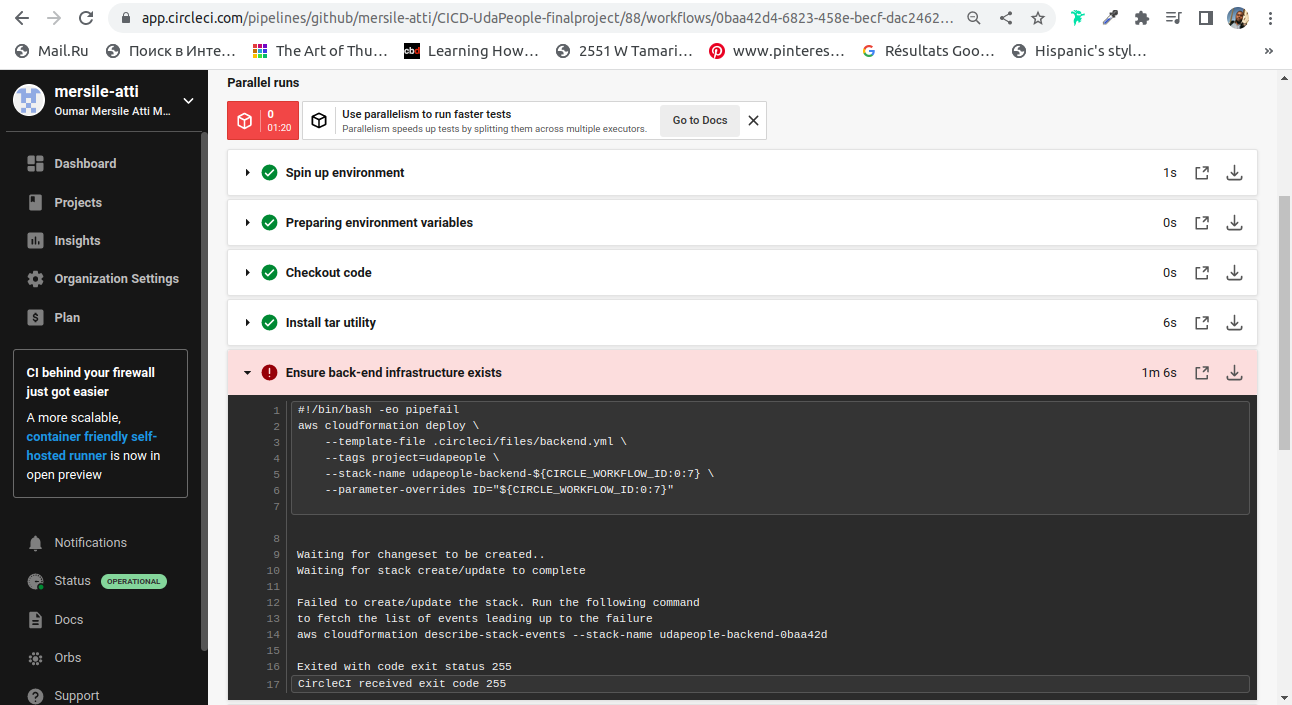 app.circleci.com/pipelines/github/mersile-atti/CICD-UdaPeople-finalproject/88/workflows/0baa42d4-6823-458e-becf-dac2462...
Mail.Ru
Поиск в Инте...
The Art of Thu...
cbd
Learning How...
2551 W Tamari...
www.pinteres...
G
Résultats Goo...
Hispanic's styl...
»
mersile-atti
Oumar Mersile Atti M...
Dashboard
Projects
Insights
Organization Settings
Plan
CI behind your firewall
just got easier
A more scalable,
container friendly self-
hosted runner is now in
open preview
Notifications
Status
OPERATIONAL
Docs
Orbs
Support
Parallel runs
0
01:20
Use parallelism to run faster tests
Parallelism speeds up tests by splitting them across multiple executors.
Go to Docs
Spin up environment
1s
Preparing environment variables
0s
Checkout code
0s
Install tar utility
6s
Ensure back-end infrastructure exists
1m 6s
1 #!/bin/bash -eo pipefail
2 aws cloudformation deploy \
3 --template-file .circleci/files/backend.yml \
4 --tags project=udapeople \
5 --stack-name udapeople-backend-${CIRCLE_WORKFLOW_ID:0:7} \
6 --parameter-overrides ID="${CIRCLE_WORKFLOW_ID:0:7}"
7
8
9 Waiting for changeset to be created..
10 Waiting for stack create/update to complete
11
12 Failed to create/update the stack. Run the following command
13 to fetch the list of events leading up to the failure
14 aws cloudformation describe-stack-events --stack-name udapeople-backend-0baa42d
15
16 Exited with code exit status 255
17 CircleCI received exit code 255